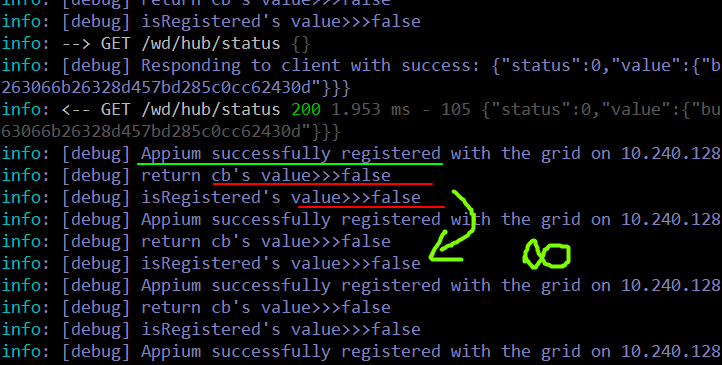 info: [debug] return cb's value>>>false
info: [debug] isRegistered's value>>>false
info: --> GET /wd/hub/status {}
info: [debug] Responding to client with success: {"status":0,"value":{"bu
263066b26328d457bd285c0cc62430d"}}}
info: <-- GET /wd/hub/status 200 1.953 ms - 105 {"status":0,"value":{"bu
63066b26328d457bd285c0cc62430d"}}}
info: [debug] Appium successfully registered with the grid on 10.240.128
info: [debug] return cb's value>>>false
info: [debug] isRegistered's value>>>false
info: [debug] Appium successfully registered with the grid on 10.240.128
info: [debug] return cb's value>>>false
info: [debug] isRegistered's value>>>false
info: [debug] Appium successfully registered with the grid on 10.240.128
info: [debug] return cb's value>>>false
info: [debug] isRegistered's value>>>false
info: [debug] Appium successfully registered with the grid on 10.240.128